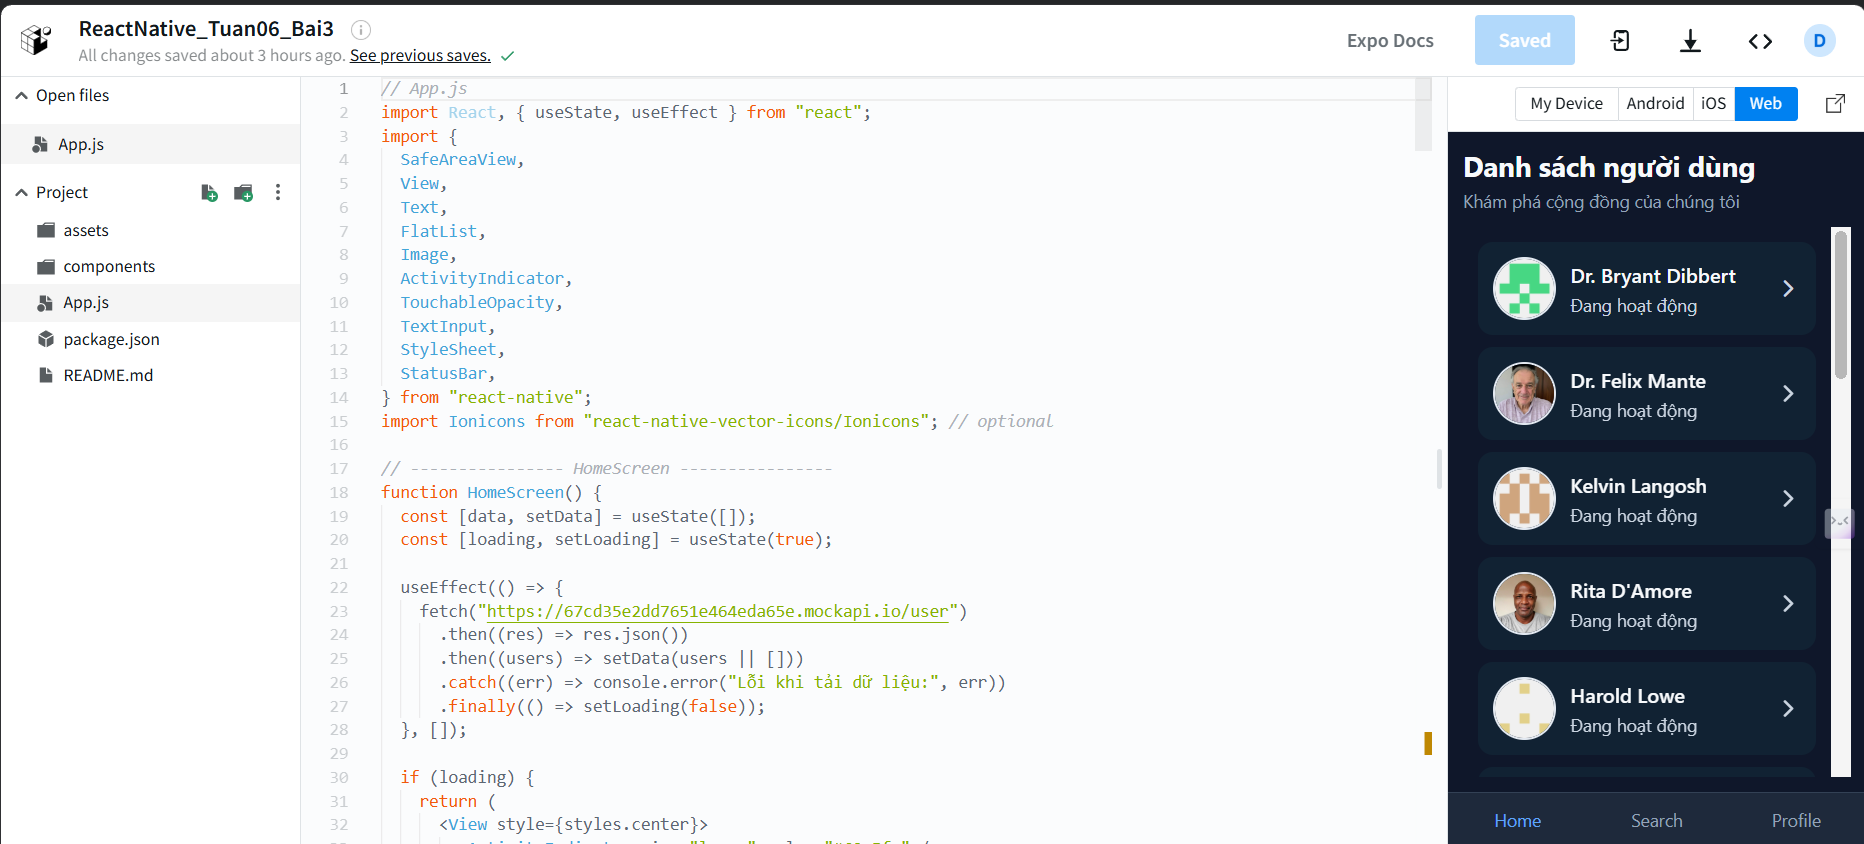 ReactNative_Tuan06_Bai3
All changes saved about 3 hours ago. See previous saves.
Expo Docs
Saved
D
Open files
App.js
Project
assets
components
App.js
package.json
README.md
1 // App.js
2 import React, { useState, useEffect } from "react";
3 import {
4 SafeAreaView,
5 View,
6 Text,
7 FlatList,
8 Image,
9 ActivityIndicator,
10 TouchableOpacity,
11 TextInput,
12 StyleSheet,
13 StatusBar,
14 } from "react-native";
15 import Ionicons from "react-native-vector-icons/Ionicons"; // optional
16
17 // ---------------- HomeScreen ----------------
18 function HomeScreen() {
19 const [data, setData] = useState([]);
20 const [loading, setLoading] = useState(true);
21
22 useEffect(() => {
23 fetch("https://67cd35e2dd7651e464eda65e.mockapi.io/user")
24 .then((res) => res.json())
25 .then((users) => setData(users || []))
26 .catch((err) => console.error("Lỗi khi tải dữ liệu:", err))
27 .finally(() => setLoading(false));
28 }, []);
29
30 if (loading) {
31 return (
32 <View style={styles.center}>
My Device
Android
iOS
Web
Danh sách người dùng
Khám phá cộng đồng của chúng tôi
Dr. Bryant Dibbert
Đang hoạt động
Dr. Felix Mante
Đang hoạt động
Kelvin Langosh
Đang hoạt động
Rita D'Amore
Đang hoạt động
Harold Lowe
Đang hoạt động
Home
Search
Profile